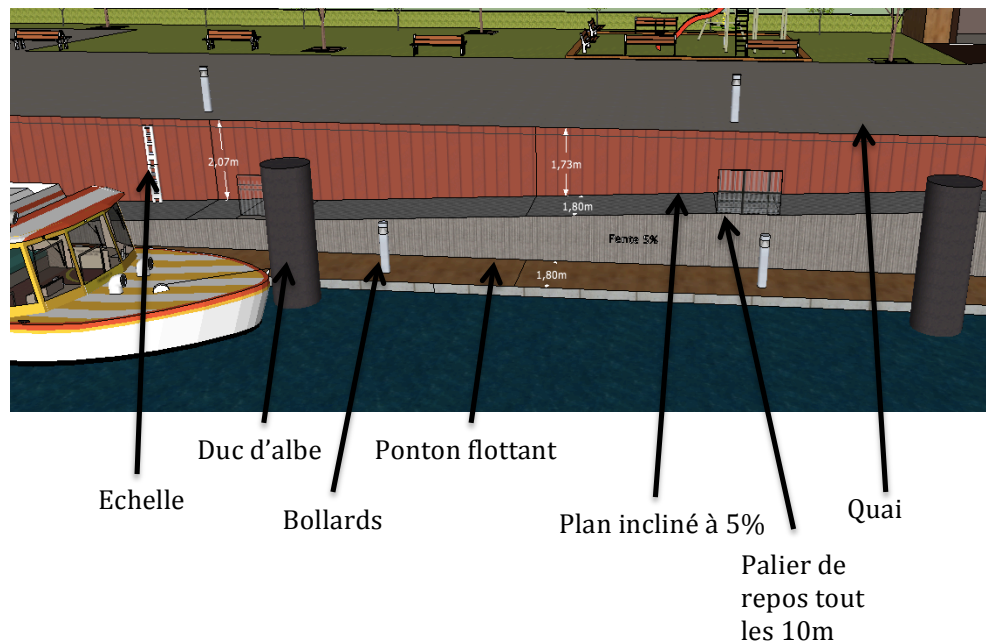 2,07m
1,73m
1,80m
Pente 5%
1,80m
Duc d’albe
Ponton flottant
Echelle
Bollards
Plan incliné à 5%
Quai
Palier de
repos tout
les 10m